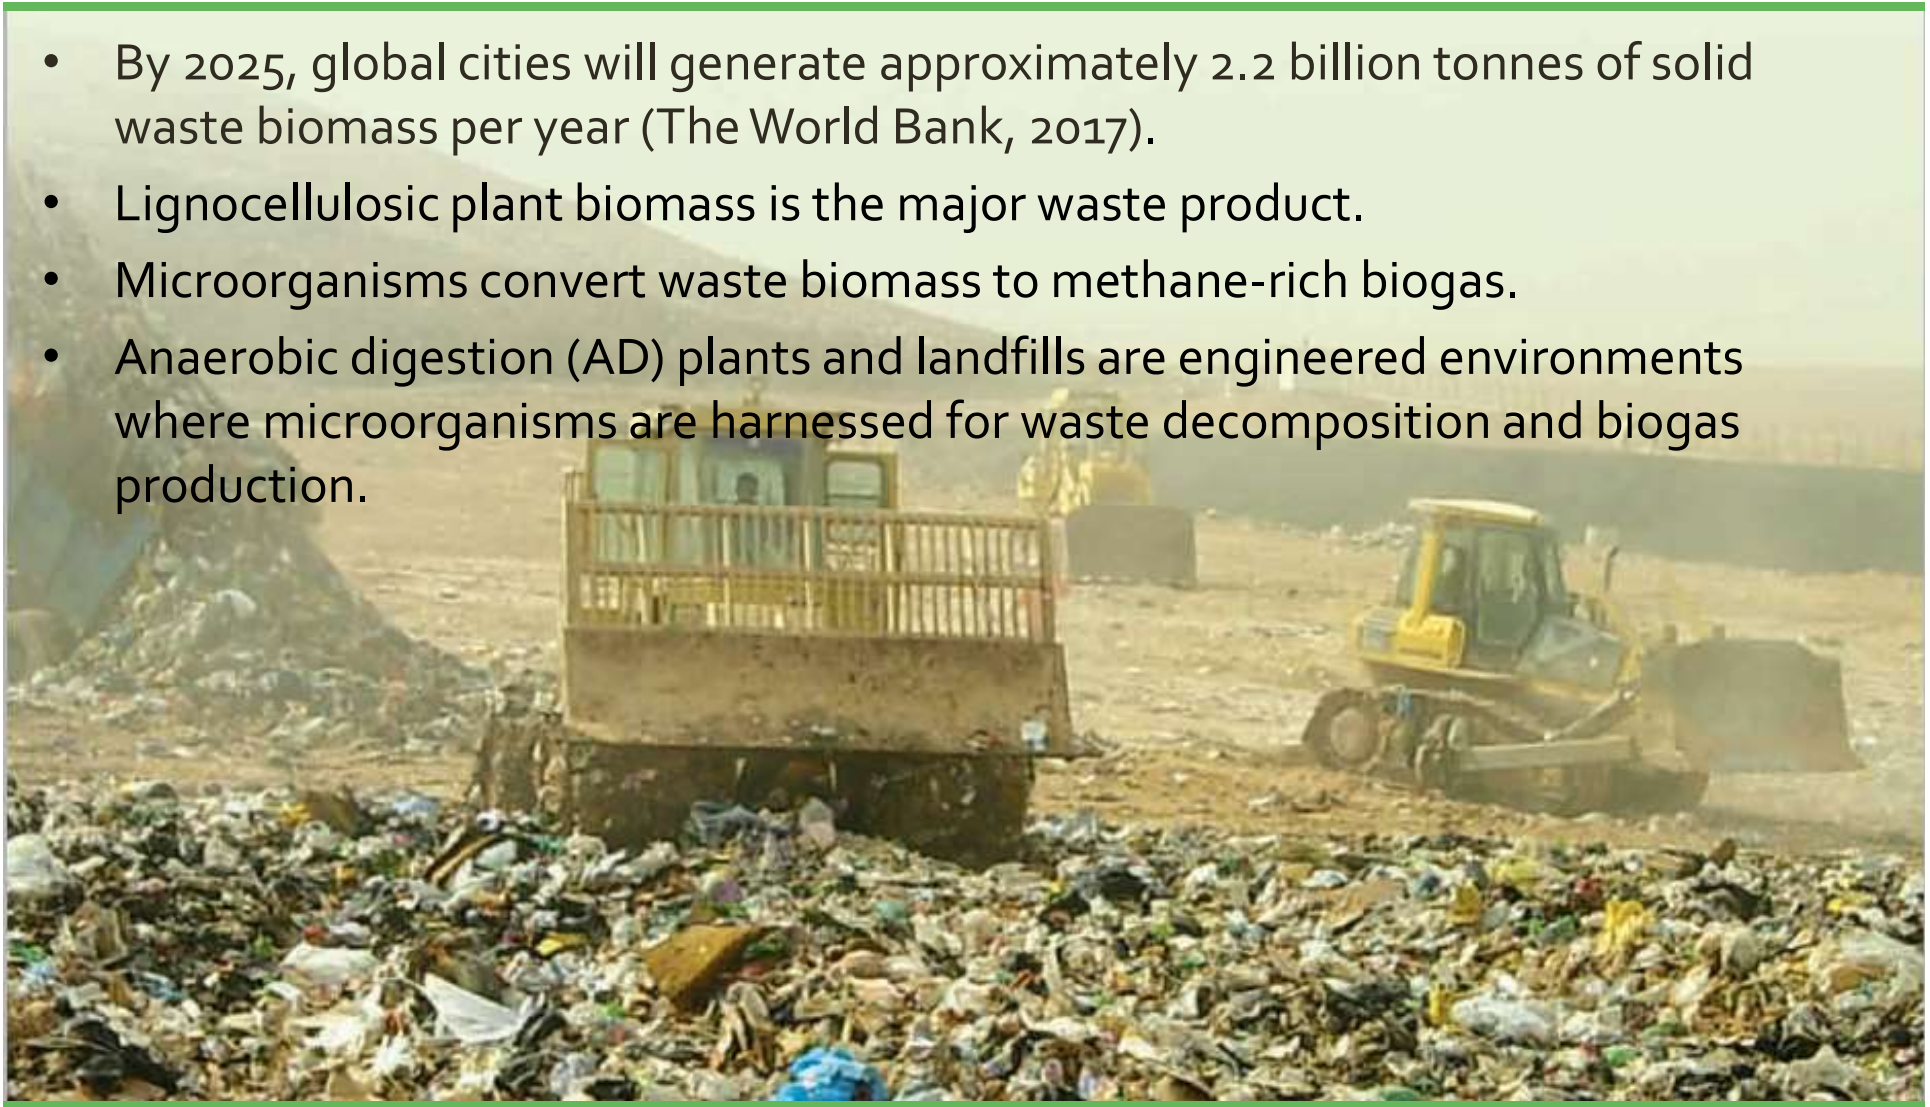 • By 2025, global cities will generate approximately 2.2 billion tonnes of solid
waste biomass per year (The World Bank, 2017).
• Lignocellulosic plant biomass is the major waste product.
• Microorganisms convert waste biomass to methane-rich biogas.
• Anaerobic digestion (AD) plants and landfills are engineered environments
where microorganisms are harnessed for waste decomposition and biogas
production.